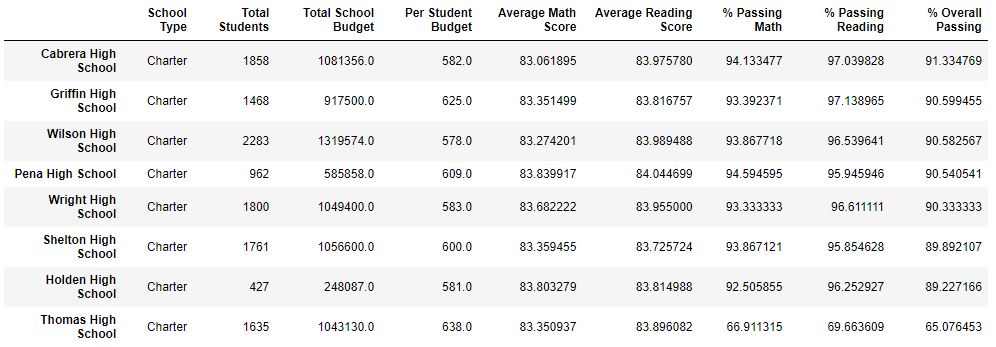 School Type Total Students Total School Budget Per Student Budget Average Math Score Average Reading Score % Passing Math % Passing Reading % Overall Passing
Cabrera High School Charter 1858 1081356.0 582.0 83.061895 83.975780 94.133477 97.039828 91.334769
Griffin High School Charter 1468 917500.0 625.0 83.351499 83.816757 93.392371 97.138965 90.599455
Wilson High School Charter 2283 1319574.0 578.0 83.274201 83.989488 93.867718 96.539641 90.582567
Pena High School Charter 962 585858.0 609.0 83.839917 84.044699 94.594595 95.945946 90.540541
Wright High School Charter 1800 1049400.0 583.0 83.682222 83.955000 93.333333 96.611111 90.333333
Shelton High School Charter 1761 1056600.0 600.0 83.359455 83.725724 93.867121 95.854628 89.892107
Holden High School Charter 427 248087.0 581.0 83.803279 83.814988 92.505855 96.252927 89.227166
Thomas High School Charter 1635 1043130.0 638.0 83.350937 83.896082 66.911315 69.663609 65.076453